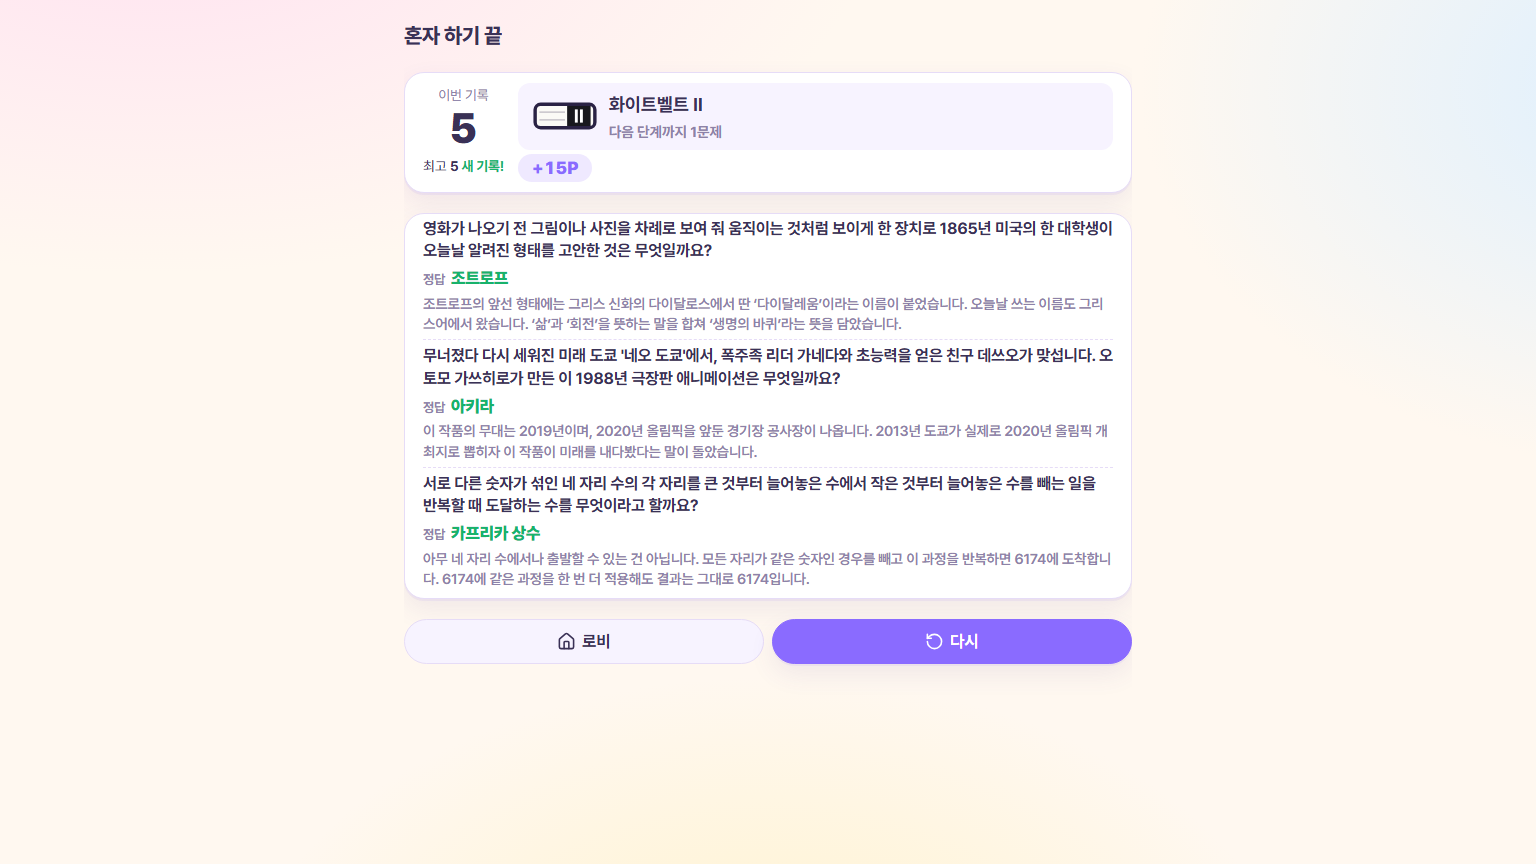 혼자 하기 끝
이번 기록
5
최고 5 새 기록!
화이트벨트 II
다음 단계까지 1문제
+15P
영화가 나오기 전 그림이나 사진을 차례로 보여 줘 움직이는 것처럼 보이게 한 장치로 1865년 미국의 한 대학생이
오늘날 알려진 형태를 고안한 것은 무엇일까요?
정답 조트로프
조트로프의 앞선 형태에는 그리스 신화의 다이달로스에서 딴 ‘다이달레움’이라는 이름이 붙었습니다. 오늘날 쓰는 이름도 그리
스어에서 왔습니다. ‘삶’과 ‘회전’을 뜻하는 말을 합쳐 ‘생명의 바퀴’라는 뜻을 담았습니다.
무너졌다 다시 세워진 미래 도쿄 '네오 도쿄'에서, 폭주족 리더 가네다와 초능력을 얻은 친구 데쓰오가 맞섭니다. 오
토모 가쓰히로가 만든 이 1988년 극장판 애니메이션은 무엇일까요?
정답 아키라
이 작품의 무대는 2019년이며, 2020년 올림픽을 앞둔 경기장 공사장이 나옵니다. 2013년 도쿄가 실제로 2020년 올림픽 개
최지로 뽑히자 이 작품이 미래를 내다봤다는 말이 돌았습니다.
서로 다른 숫자가 섞인 네 자리 수의 각 자리를 큰 것부터 늘어놓은 수에서 작은 것부터 늘어놓은 수를 빼는 일을
반복할 때 도달하는 수를 무엇이라고 할까요?
정답 카프리카 상수
아무 네 자리 수에서나 출발할 수 있는 건 아닙니다. 모든 자리가 같은 숫자인 경우를 빼고 이 과정을 반복하면 6174에 도착합니
다. 6174에 같은 과정을 한 번 더 적용해도 결과는 그대로 6174입니다.
로비
다시